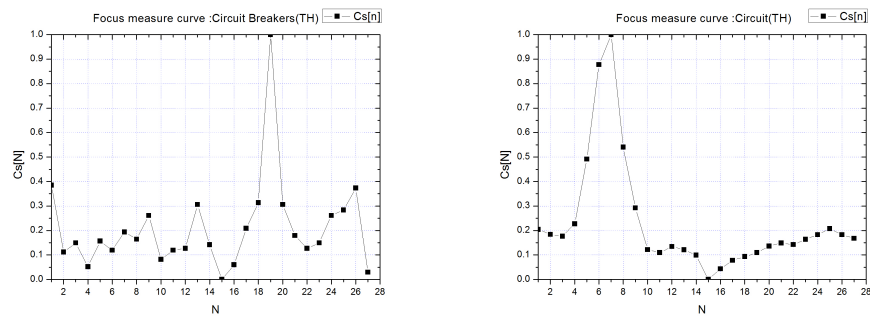 Focus measure curve :Circuit Breakers(TH)
Cs[n]
1.0
0.9
0.8
0.7
0.6
0.5
0.4
0.3
0.2
0.1
0.0
Cs[N]
2 4 6 8 10 12 14 16 18 20 22 24 26 28
N
Focus measure curve :Circuit(TH)
Cs[n]
1.0
0.9
0.8
0.7
0.6
0.5
0.4
0.3
0.2
0.1
0.0
Cs[N]
2 4 6 8 10 12 14 16 18 20 22 24 26 28
N